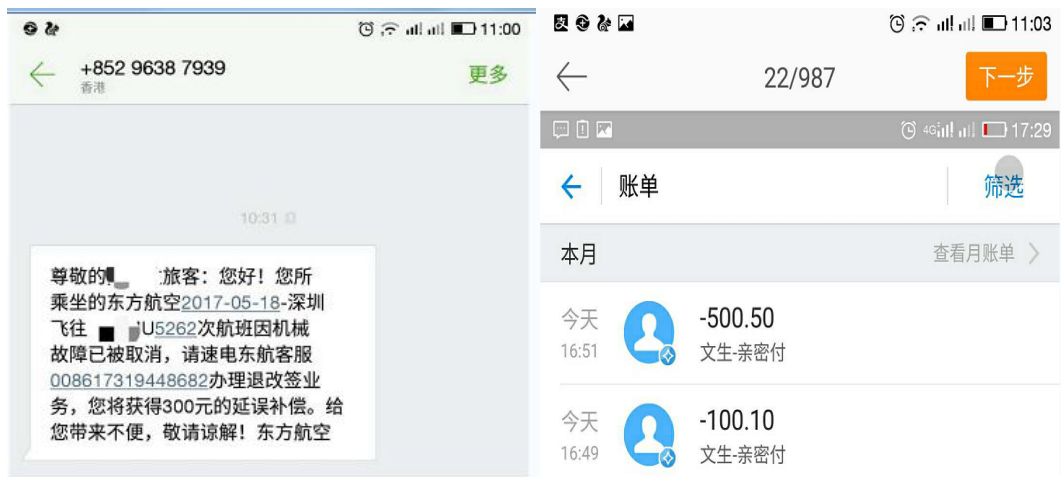 11:00
+852 9638 7939
更多
香港
10:31
尊敬的 旅客：您好！您所
乘坐的东方航空2017-05-18-深圳
飞往 U5262次航班因机械
故障已被取消，请速电东航客服
008617319448682办理退改签业
务，您将获得300元的延误补偿。给
您带来不便，敬请谅解！东方航空
支 11:03
22/987
下一步
4G 17:29
账单
筛选
本月
查看月账单
今天
-500.50
16:51
文生-亲密付
今天
-100.10
16:49
文生-亲密付